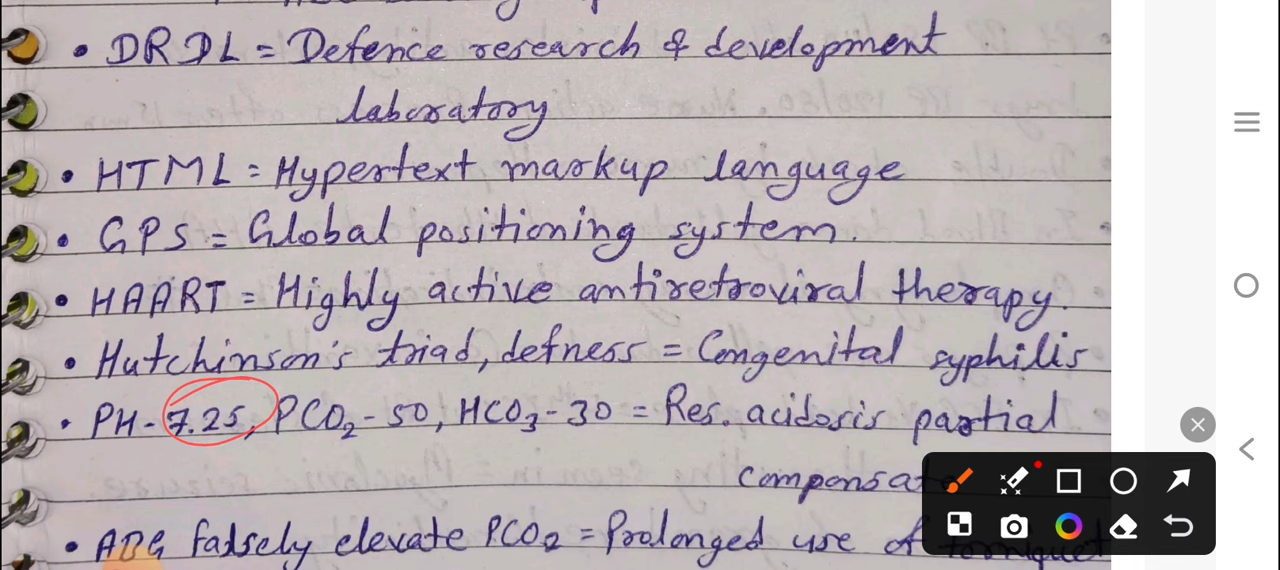 • DRDL = Defence research & development
laboratory
• HTML = Hypertext markup language
• GPS = Global positioning system.
• HAART = Highly active antiretroviral therapy.
• Hutchinson's triad, defness = Congenital syphilis
• PH - 7.25, PCO₂ - 50, HCO₃ - 30 = Res. acidosis partial
• ABG falsely elevate PCO₂ = Prolonged use of